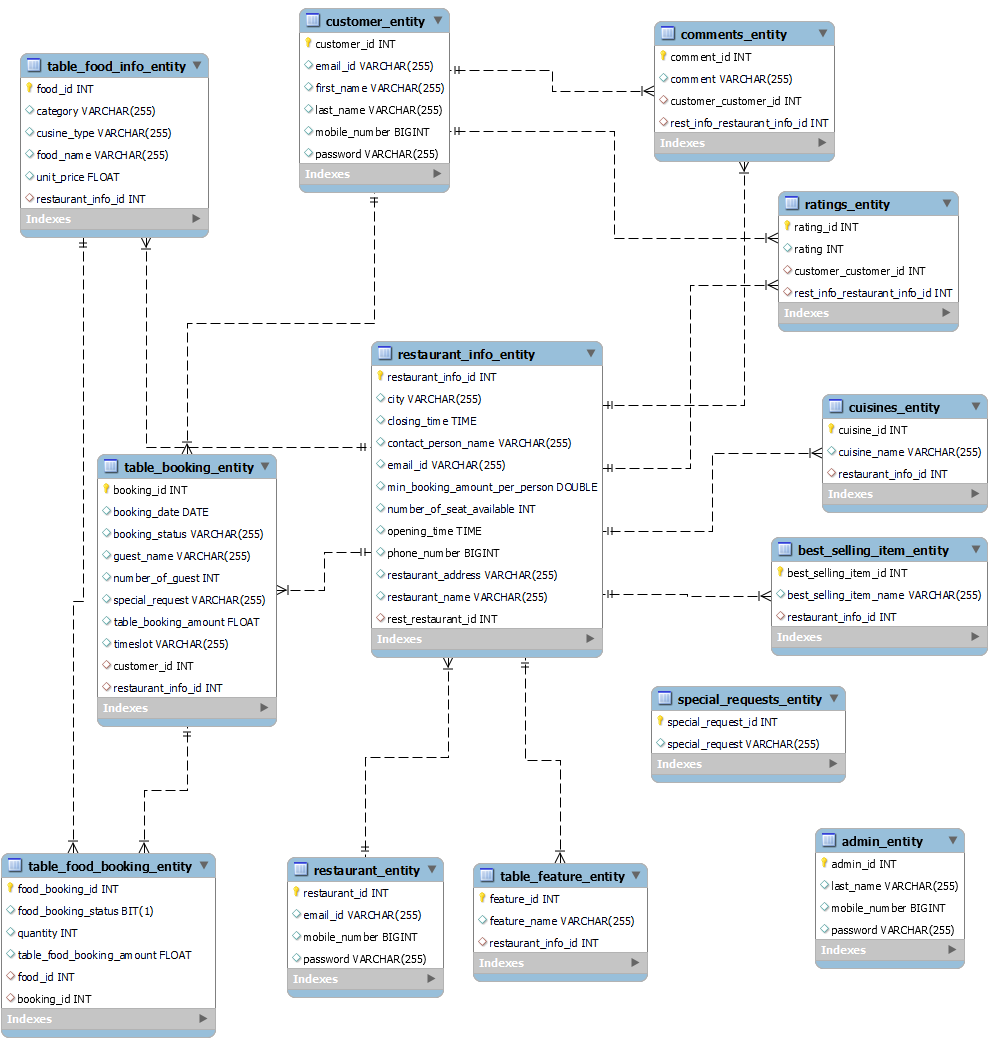 customer_entity
customer_id INT
email_id VARCHAR(255)
first_name VARCHAR(255)
last_name VARCHAR(255)
mobile_number BIGINT
password VARCHAR(255)
Indexes
comments_entity
comment_id INT
comment VARCHAR(255)
customer_customer_id INT
rest_info_restaurant_info_id INT
Indexes
table_food_info_entity
food_id INT
category VARCHAR(255)
cusine_type VARCHAR(255)
food_name VARCHAR(255)
unit_price FLOAT
restaurant_info_id INT
Indexes
ratings_entity
rating_id INT
rating INT
customer_customer_id INT
rest_info_restaurant_info_id INT
Indexes
restaurant_info_entity
restaurant_info_id INT
city VARCHAR(255)
closing_time TIME
contact_person_name VARCHAR(255)
email_id VARCHAR(255)
min_booking_amount_per_person DOUBLE
number_of_seat_available INT
opening_time TIME
phone_number BIGINT
restaurant_address VARCHAR(255)
restaurant_name VARCHAR(255)
rest_restaurant_id INT
Indexes
cuisines_entity
cuisine_id INT
cuisine_name VARCHAR(255)
restaurant_info_id INT
Indexes
table_booking_entity
booking_id INT
booking_date DATE
booking_status VARCHAR(255)
guest_name VARCHAR(255)
number_of_guest INT
special_request VARCHAR(255)
table_booking_amount FLOAT
timeslot VARCHAR(255)
customer_id INT
restaurant_info_id INT
Indexes
best_selling_item_entity
best_selling_item_id INT
best_selling_item_name VARCHAR(255)
restaurant_info_id INT
Indexes
special_requests_entity
special_request_id INT
special_request VARCHAR(255)
Indexes
admin_entity
admin_id INT
last_name VARCHAR(255)
mobile_number BIGINT
password VARCHAR(255)
Indexes
table_food_booking_entity
food_booking_id INT
food_booking_status BIT(1)
quantity INT
table_food_booking_amount FLOAT
food_id INT
booking_id INT
Indexes
restaurant_entity
restaurant_id INT
email_id VARCHAR(255)
mobile_number BIGINT
password VARCHAR(255)
Indexes
table_feature_entity
feature_id INT
feature_name VARCHAR(255)
restaurant_info_id INT
Indexes